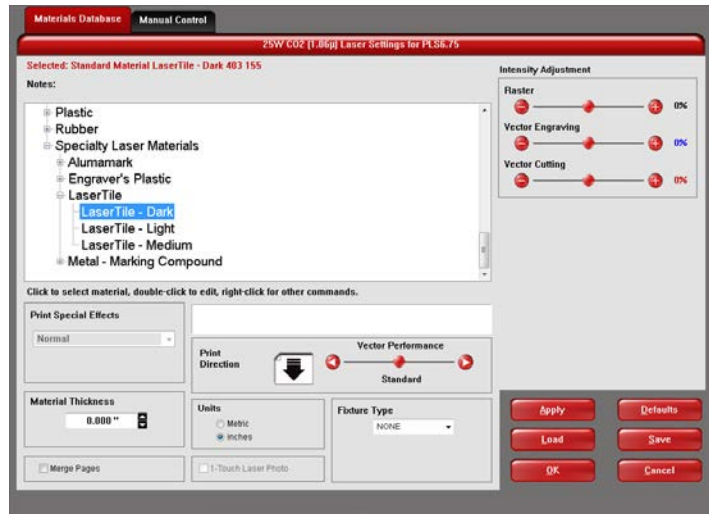 Materials Database
Manual Control
25W CO2 [1.06µ] Laser Settings for PLS6.75
Selected: Standard Material LaserTile - Dark 403 155
Notes:
Plastic
Rubber
Specialty Laser Materials
Alumamark
Engraver's Plastic
LaserTile
LaserTile - Dark
LaserTile - Light
LaserTile - Medium
Metal - Marking Compound
Click to select material, double-click to edit, right-click for other commands.
Intensity Adjustment
Raster
0%
Vector Engraving
0%
Vector Cutting
0%
Print Special Effects
Normal
Print
Direction
Vector Performance
Standard
Material Thickness
0.000 "
Units
Metric
inches
Fixture Type
NONE
Merge Pages
1-Touch Laser Photo
Apply
Defaults
Load
Save
OK
Cancel